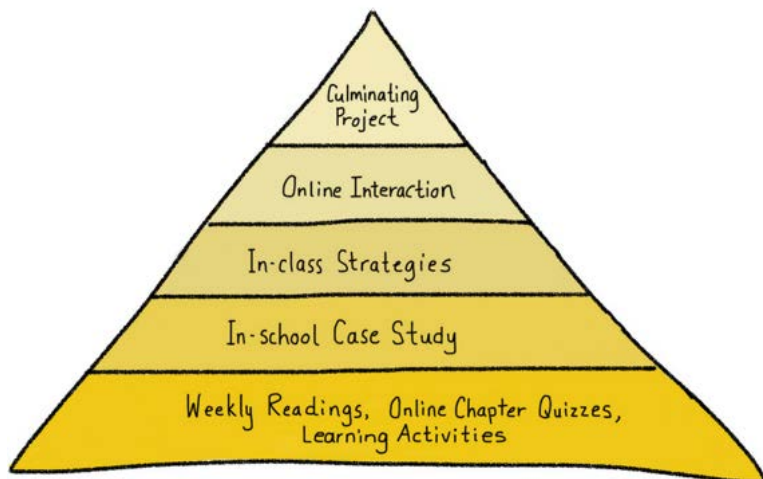 Culminating
Project
Online Interaction
In-class Strategies
In-school Case Study
Weekly Readings, Online Chapter Quizzes,
Learning Activities